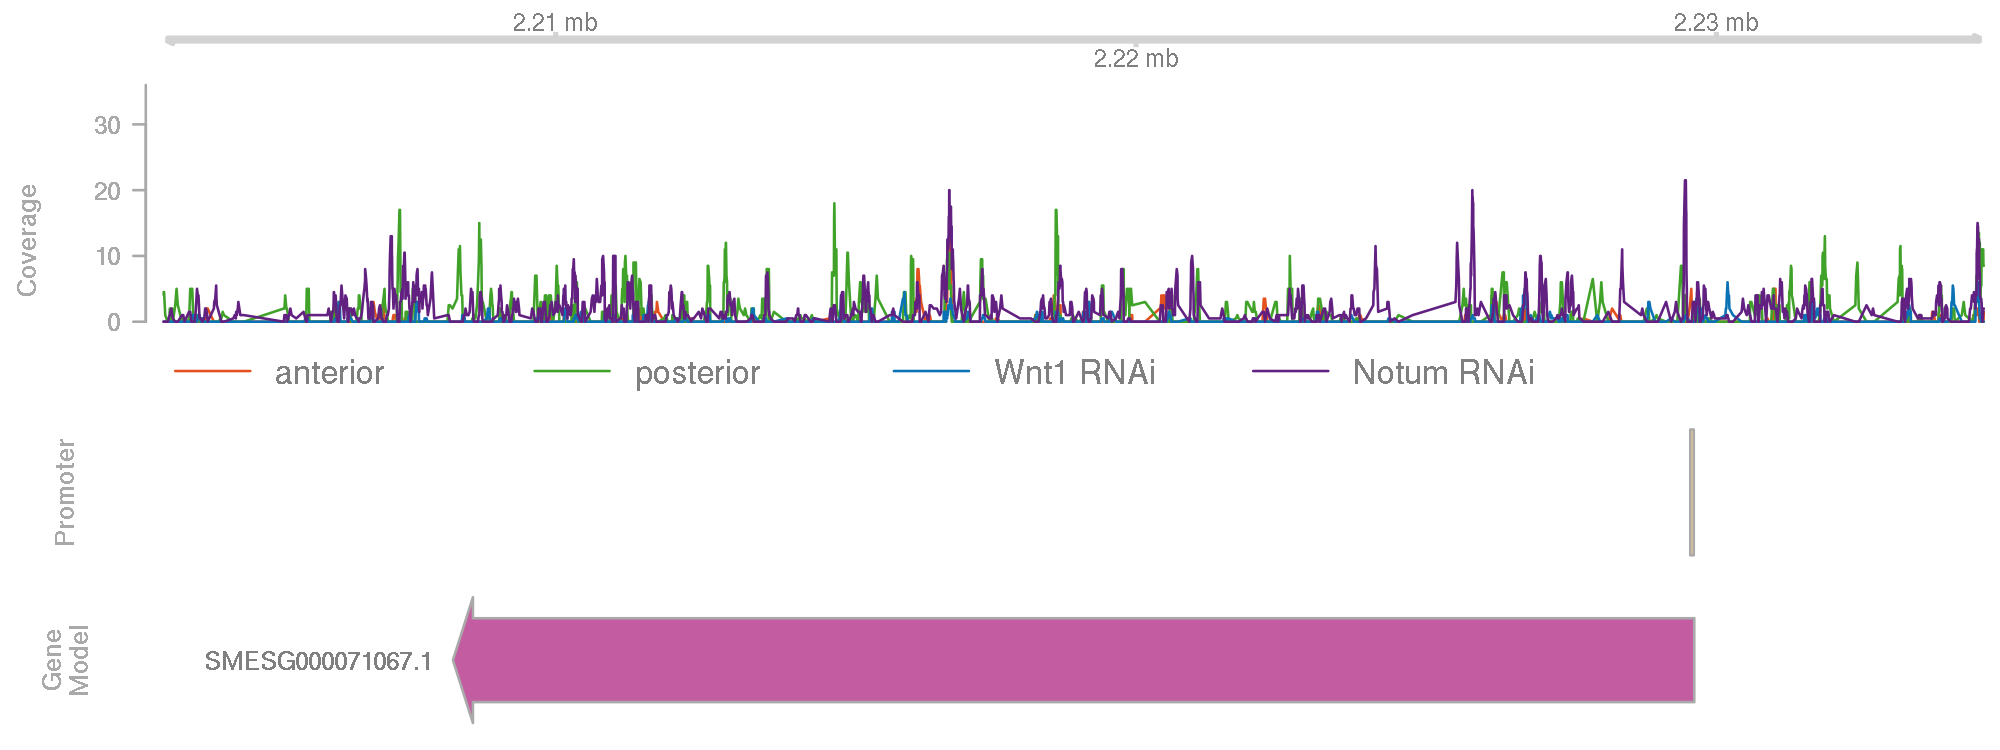 2.21 mb
2.23 mb
2.22 mb
Coverage
30
20
10
0
anterior
posterior
Wnt1 RNAi
Notum RNAi
Promoter
Gene
Model
SMESG000071067.1